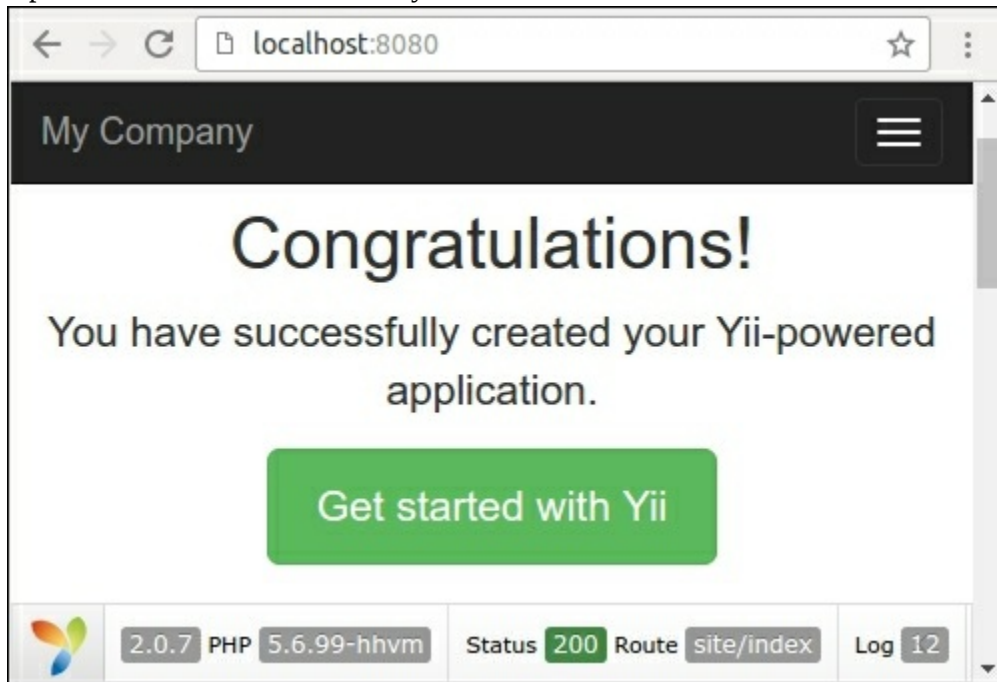 localhost:8080
My Company
Congratulations!
You have successfully created your Yii-powered
application.
Get started with Yii
2.0.7 PHP 5.6.99-hhvm Status 200 Route site/index Log 12